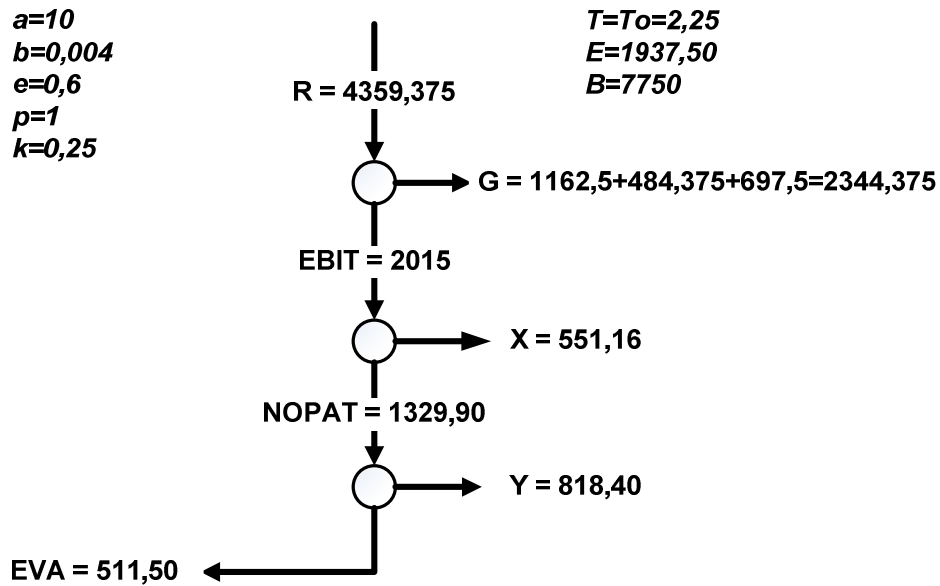 a=10
b=0,004
e=0,6
p=1
k=0,25
T=To=2,25
E=1937,50
B=7750
R = 4359,375
G = 1162,5+484,375+697,5=2344,375
EBIT = 2015
X = 551,16
NOPAT = 1329,90
Y = 818,40
EVA = 511,50